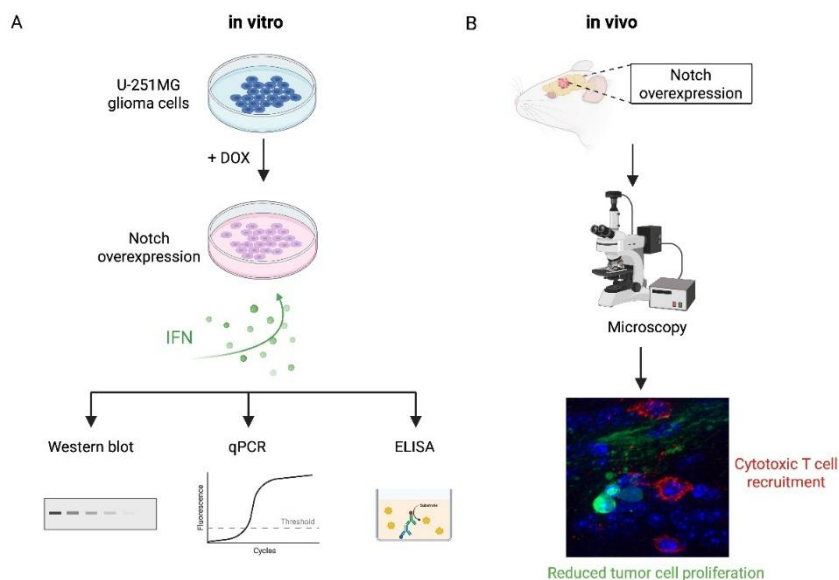 A
in vitro
U-251MG
glioma cells
+ DOX
Notch
overexpression
IFN
Western blot
qPCR
ELISA
Fluorescence
Threshold
Cycles
Substrate
B
in vivo
Notch
overexpression
Microscopy
Cytotoxic T cell
recruitment
Reduced tumor cell proliferation